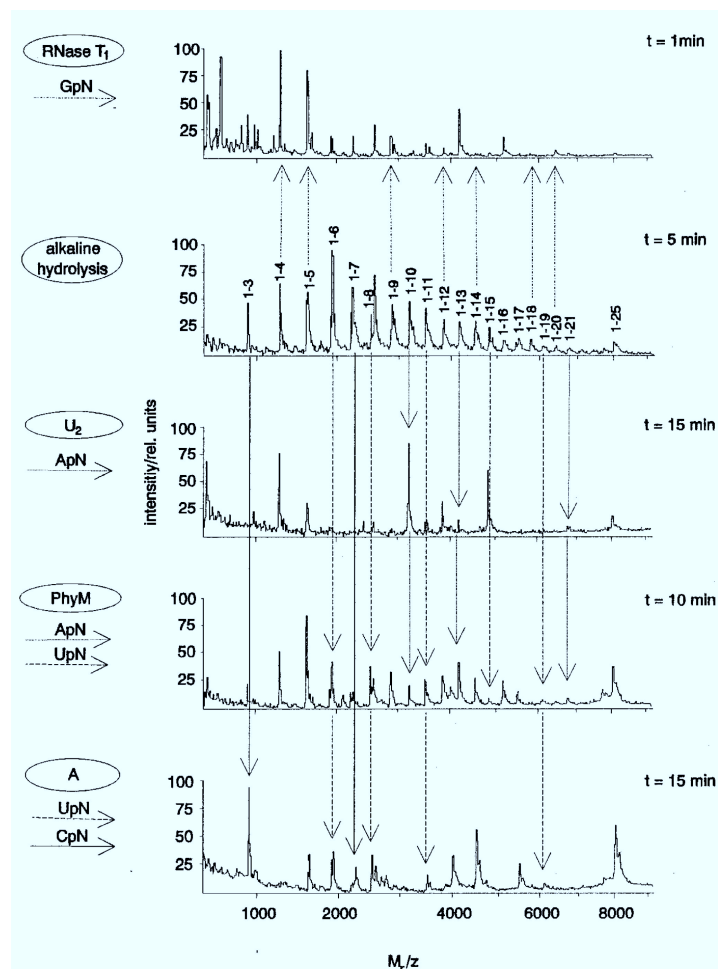 RNase T1
GpN
t = 1min
100
75
50
25
alkaline
hydrolysis
t = 5 min
100
75
50
25
1-3
1-4
1-5
1-6
1-7
1-8
1-9
1-10
1-11
1-12
1-13
1-14
1-15
1-16
1-17
1-18
1-19
1-20
1-21
1-25
intensitiy/rel. units
U2
ApN
t = 15 min
100
75
50
25
PhyM
ApN
UpN
t = 10 min
100
75
50
25
A
UpN
CpN
t = 15 min
100
75
50
25
1000
2000
4000
6000
8000
Mr/z